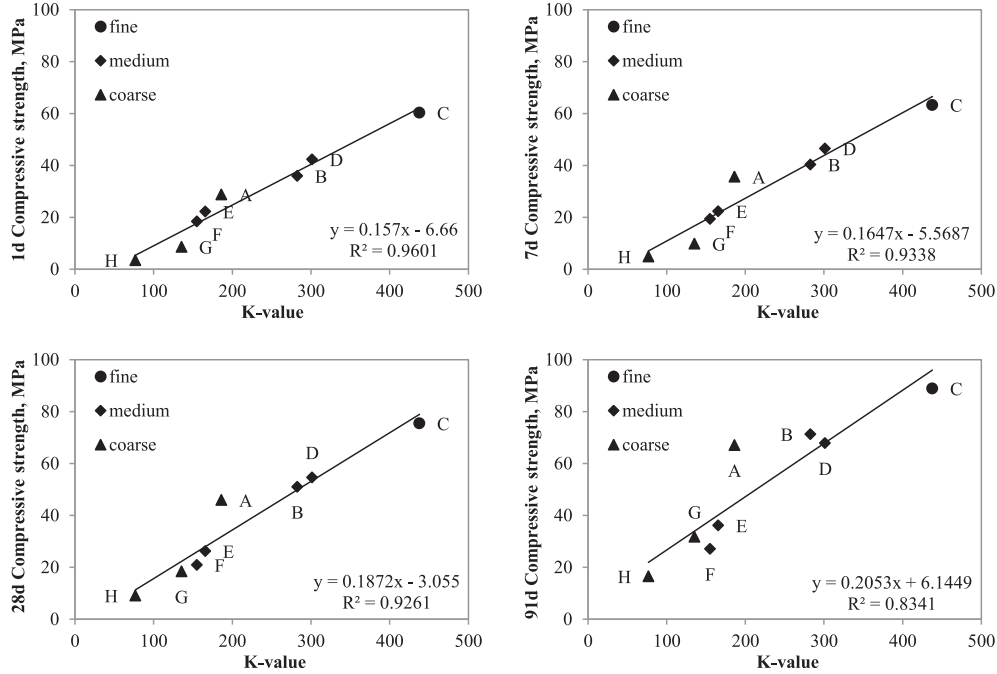 1d Compressive strength, MPa
100
80
60
40
20
0
fine
medium
coarse
C
D
B
A
E
F
G
H
y = 0.157x - 6.66
R² = 0.9601
0 100 200 300 400 500
K-value
7d Compressive strength, MPa
100
80
60
40
20
0
fine
medium
coarse
C
D
B
A
E
F
G
H
y = 0.1647x - 5.5687
R² = 0.9338
0 100 200 300 400 500
K-value
28d Compressive strength, MPa
100
80
60
40
20
0
fine
medium
coarse
C
D
A
B
E
F
H
G
y = 0.1872x - 3.055
R² = 0.9261
0 100 200 300 400 500
K-value
91d Compressive strength, MPa
100
80
60
40
20
0
fine
medium
coarse
C
B
D
A
G
E
H
F
y = 0.2053x + 6.1449
R² = 0.8341
0 100 200 300 400 500
K-value